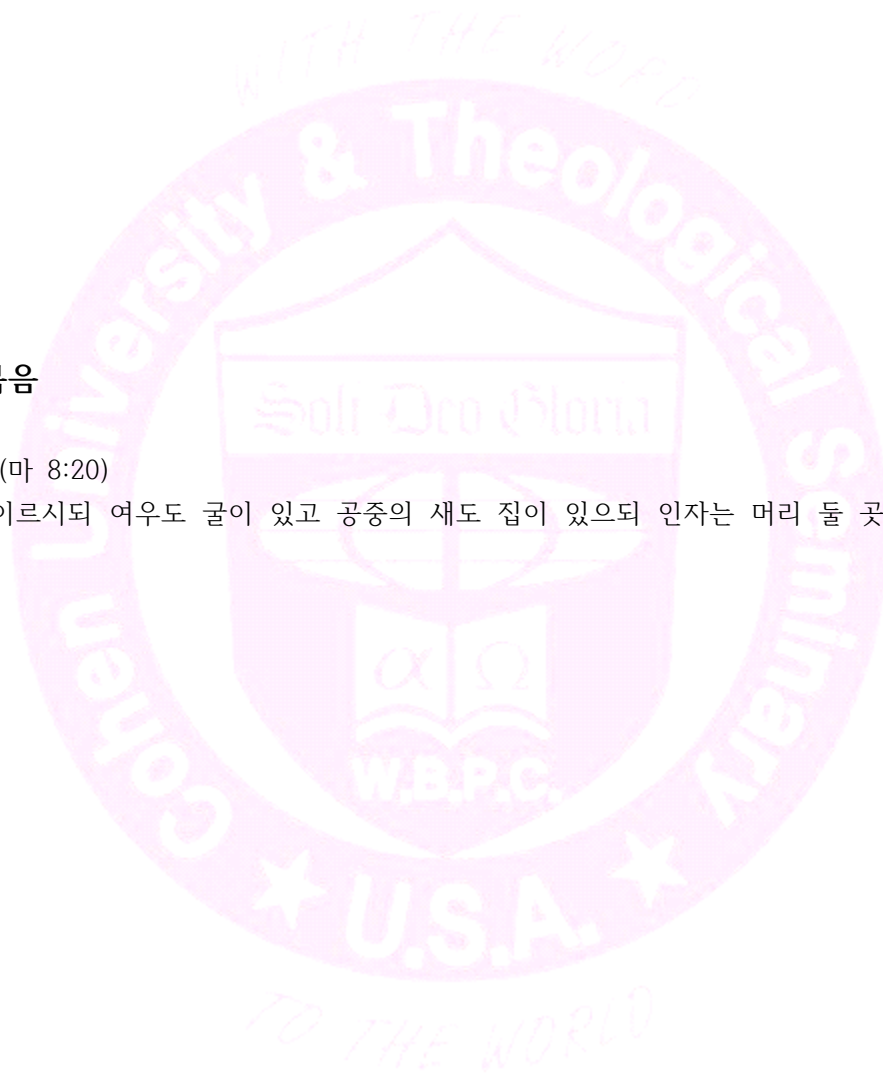 WITH THE WORD
Cohen University & Theological Seminary
음
Soli Deo Gloria
(마 8:20)
이르시되 여우도 굴이 있고 공중의 새도 집이 있으되 인자는 머리 둘 곳
α Ω
W.B.P.C.
★ U.S.A. ★
TO THE WORLD